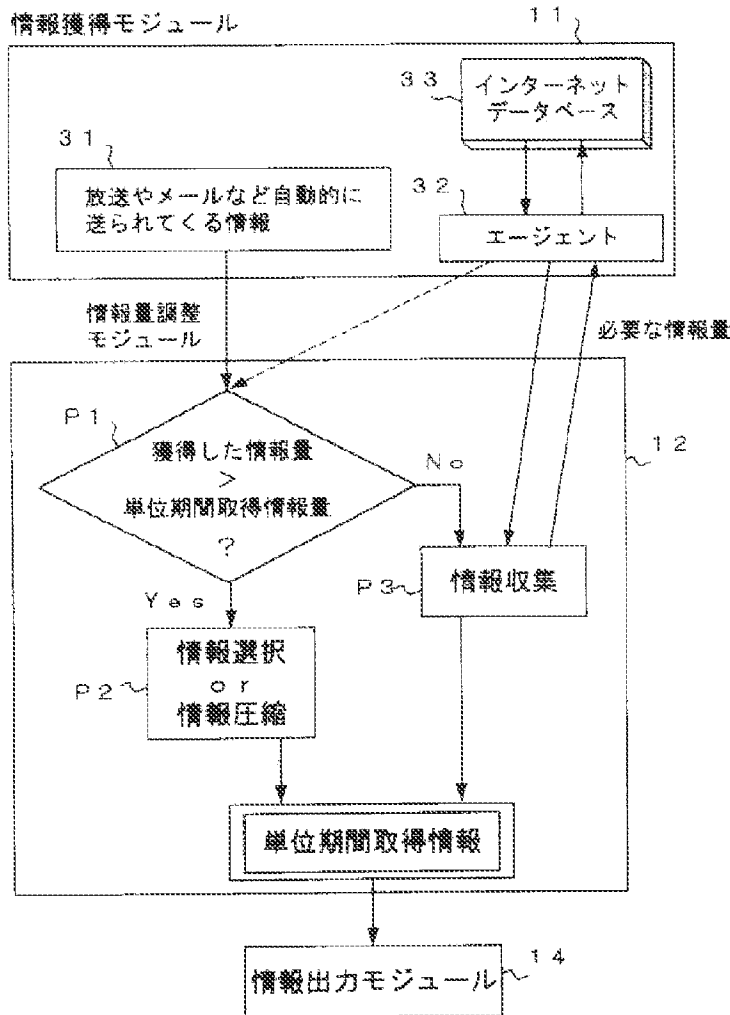 情報獲得モジュール
11
33
インターネット
データベース
31
放送やメールなど自動的に
送られてくる情報
32
エージェント
情報量調整
モジュール
必要な情報量
P1
獲得した情報量
>
単位期間取得情報量
?
No
12
P3
情報収集
Yes
P2
情報選択
or
情報圧縮
単位期間取得情報
情報出力モジュール
14